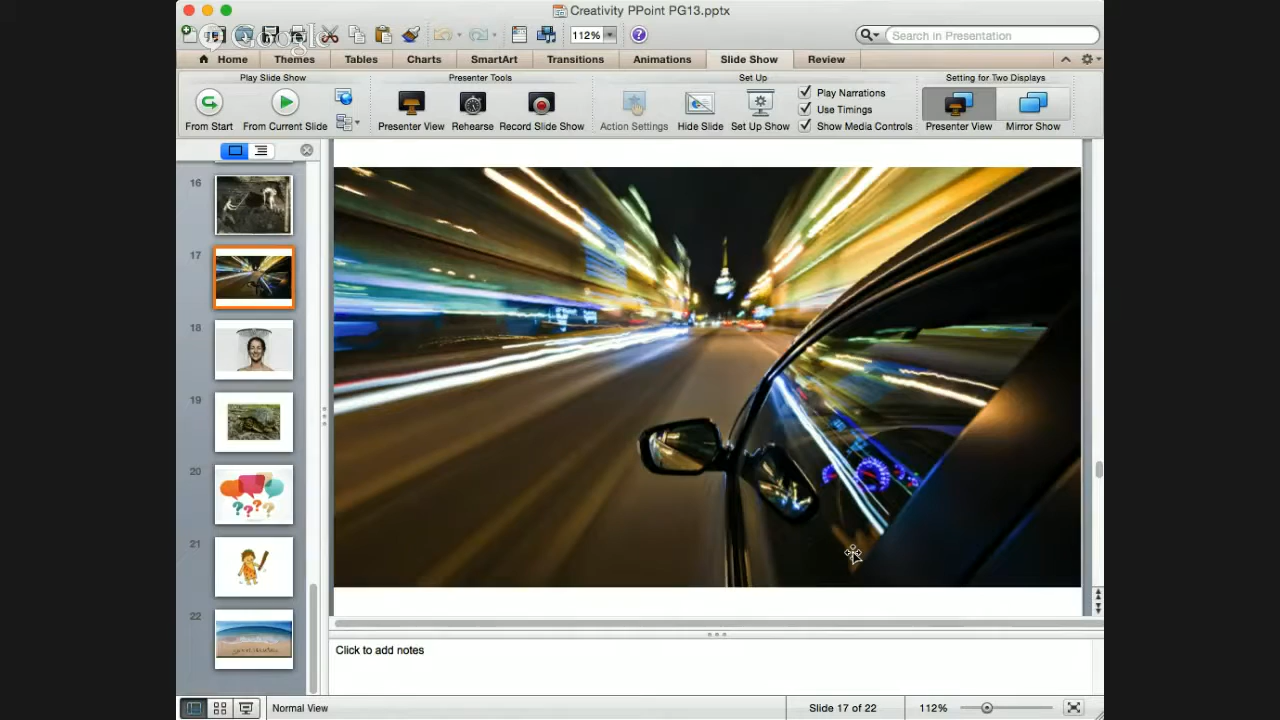 Creativity PPoint PG13.pptx
Google
112%
Search in Presentation
Home
Themes
Tables
Charts
SmartArt
Transitions
Animations
Slide Show
Review
Play Slide Show
Presenter Tools
Set Up
Setting for Two Displays
Play Narrations
Use Timings
Show Media Controls
From Start
From Current Slide
Presenter View
Rehearse
Record Slide Show
Action Settings
Hide Slide
Set Up Show
Presenter View
Mirror Show
16
17
18
19
20
21
22
Click to add notes
Normal View
Slide 17 of 22
112%